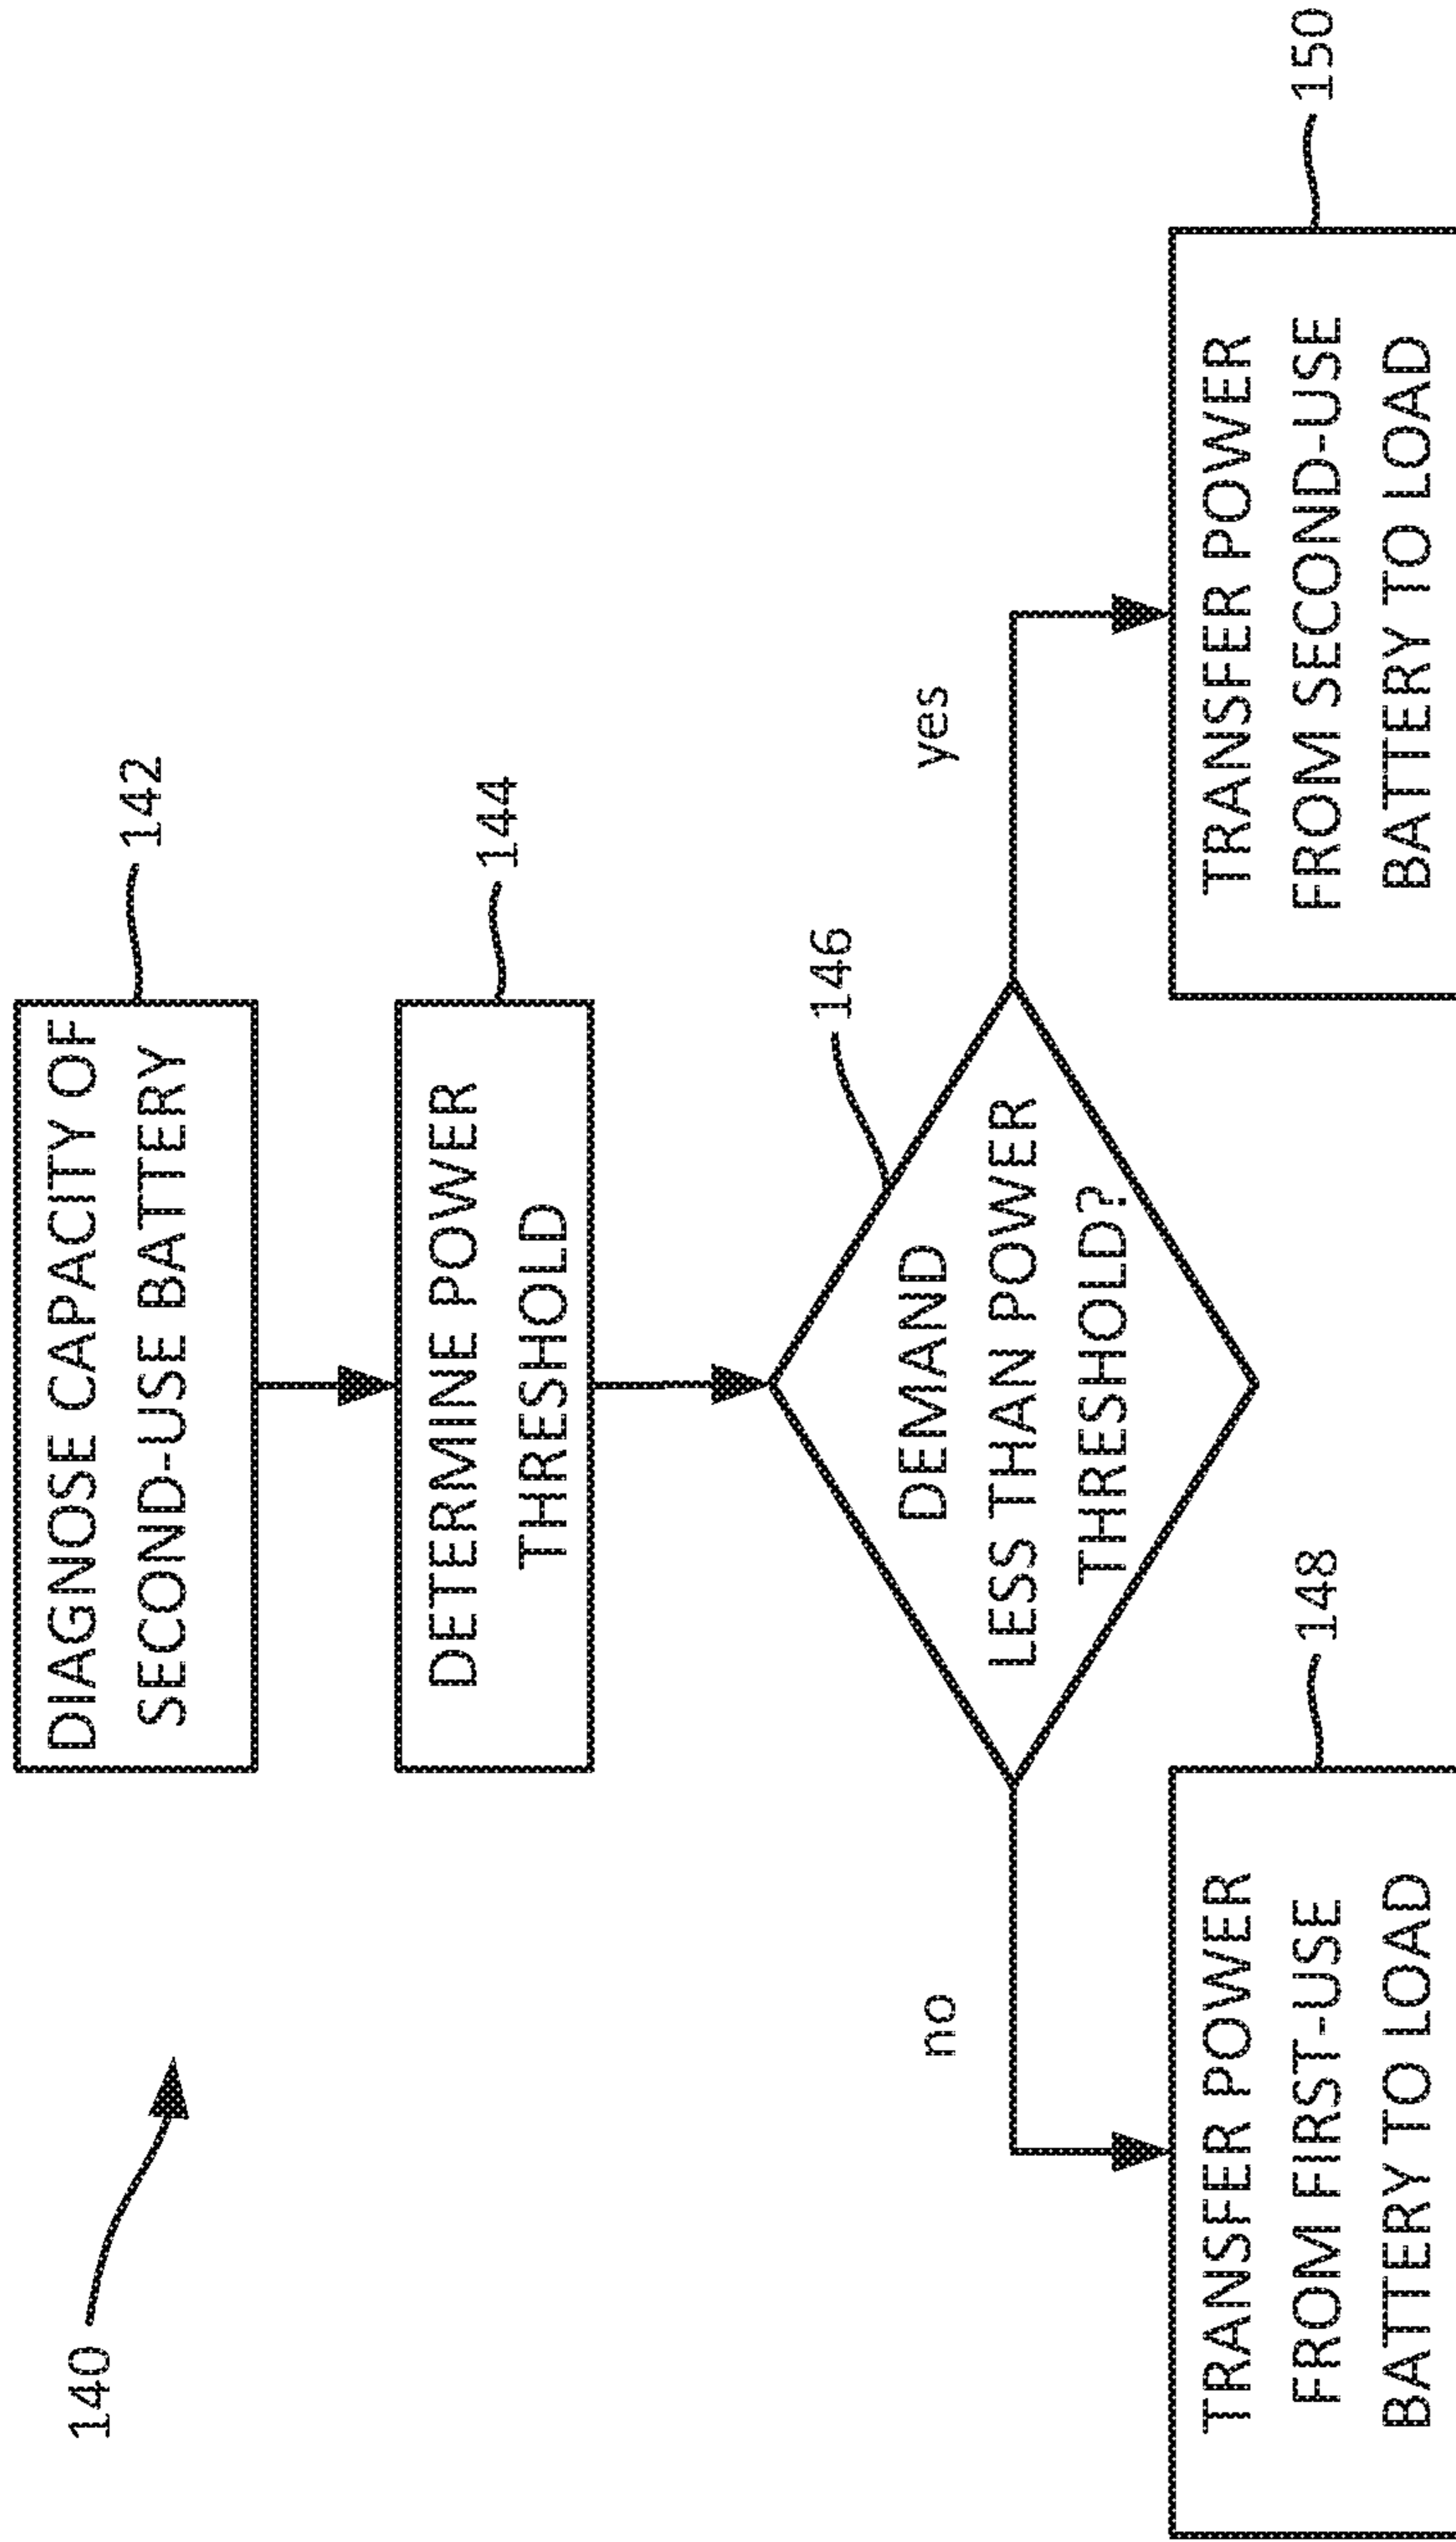 140
DIAGNOSE CAPACITY OF
SECOND-USE BATTERY
142
DETERMINE POWER
THRESHOLD
144
DEMAND
LESS THAN POWER
THRESHOLD?
146
no
yes
TRANSFER POWER
FROM FIRST-USE
BATTERY TO LOAD
148
TRANSFER POWER
FROM SECOND-USE
BATTERY TO LOAD
150